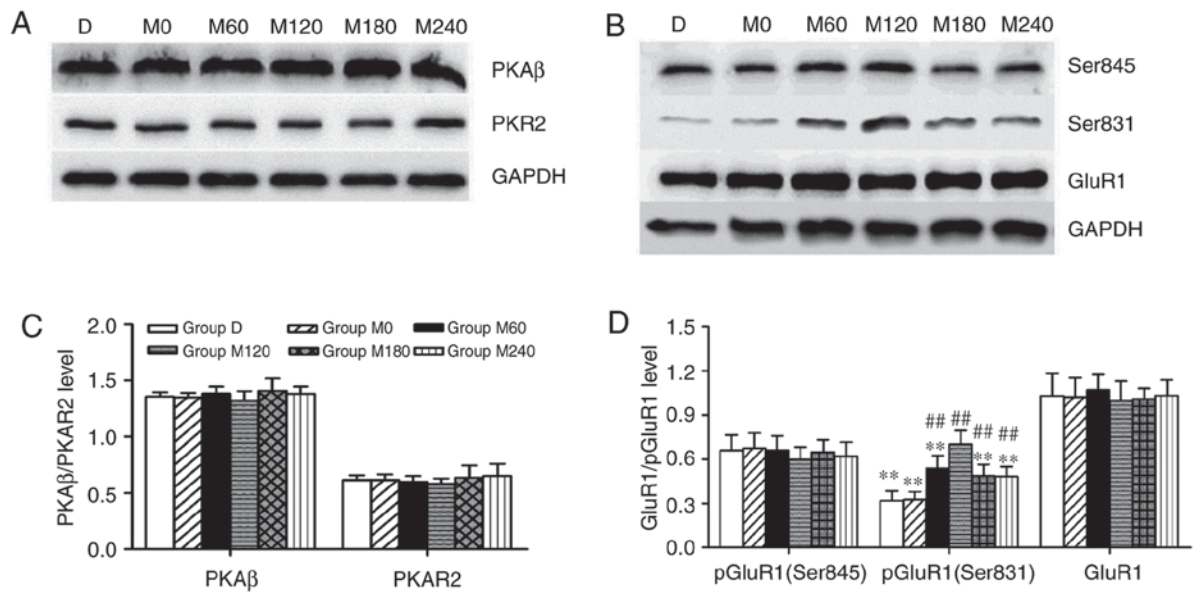 A
D M0 M60 M120 M180 M240
PKAβ
PKR2
GAPDH
B
D M0 M60 M120 M180 M240
Ser845
Ser831
GluR1
GAPDH
C
PKAβ/PKAR2 level
2.0
1.5
1.0
0.5
0.0
Group D Group M0 Group M60
Group M120 Group M180 Group M240
PKAβ PKAR2
D
GluR1/pGluR1 level
1.5
1.2
0.9
0.6
0.3
0.0
## ## ## ##
** ** ** ** **
pGluR1(Ser845) pGluR1(Ser831) GluR1